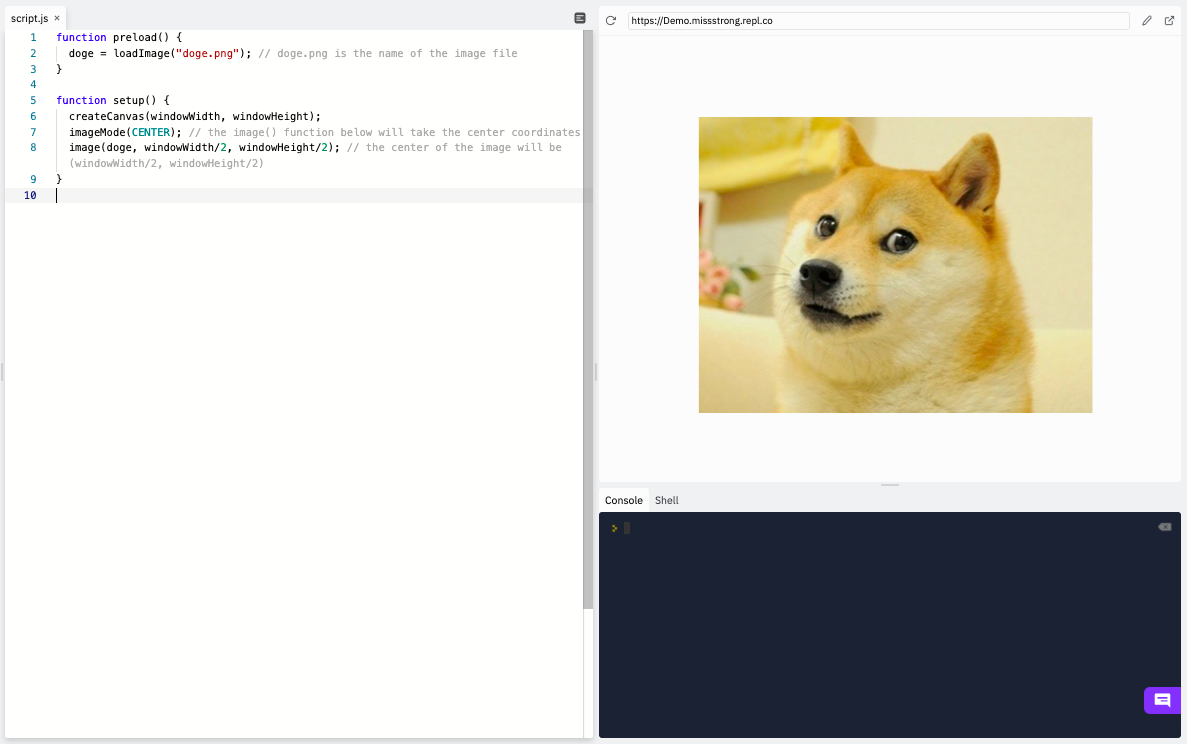 script.js ×
1 function preload() {
2 doge = loadImage("doge.png"); // doge.png is the name of the image file
3 }
4
5 function setup() {
6 createCanvas(windowWidth, windowHeight);
7 imageMode(CENTER); // the image() function below will take the center coordinates
8 image(doge, windowWidth/2, windowHeight/2); // the center of the image will be
(windowWidth/2, windowHeight/2)
9 }
10
https://Demo.missstrong.repl.co
Console Shell
>